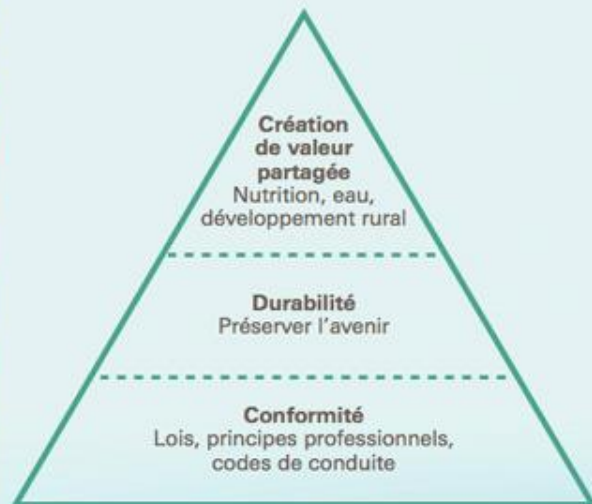 Création
de valeur
partagée
Nutrition, eau,
développement rural
Durabilité
Préserver l’avenir
Conformité
Lois, principes professionnels,
codes de conduite